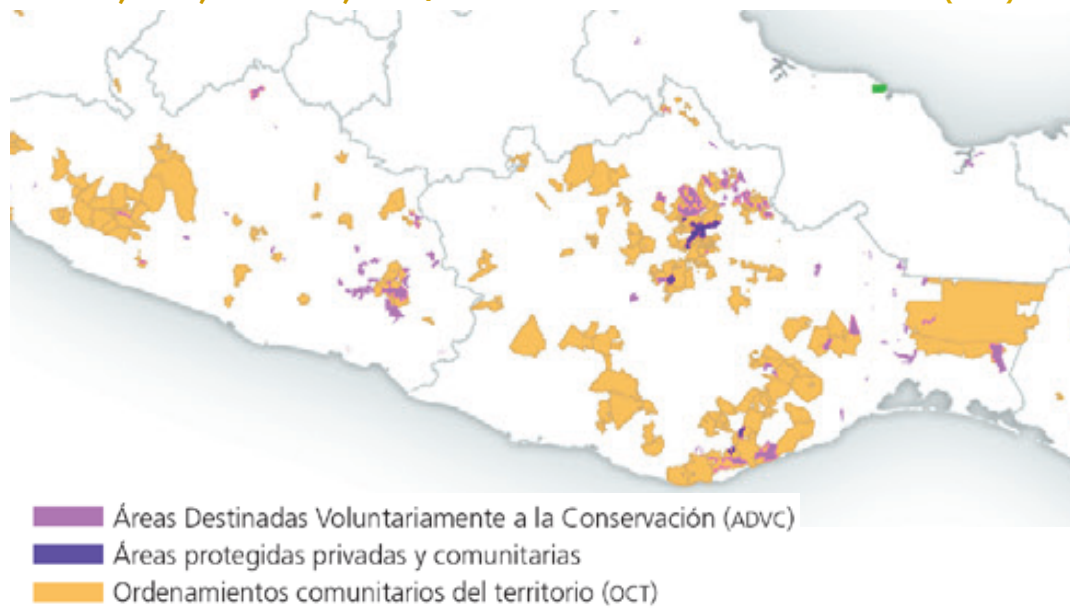 Áreas Destinadas Voluntariamente a la Conservación (ADVC)
Áreas protegidas privadas y comunitarias
Ordenamientos comunitarios del territorio (OCT)